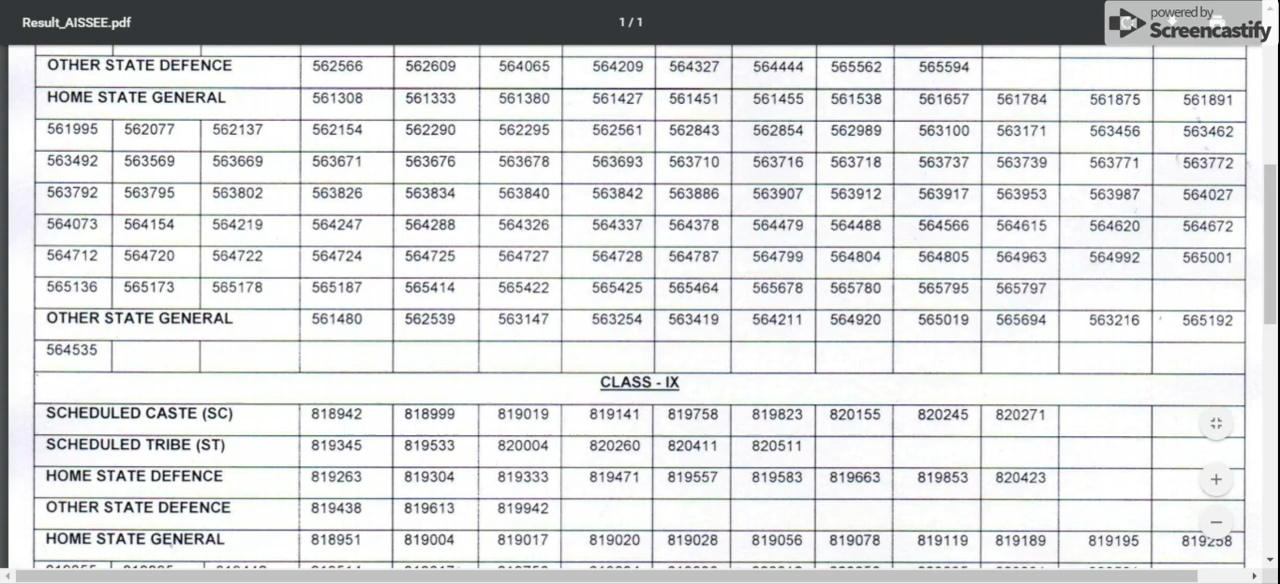 Result_AISSEE.pdf 1 / 1 powered by Screencastify
OTHER STATE DEFENCE 562566 562609 564065 564209 564327 564444 565562 565594
HOME STATE GENERAL 561308 561333 561380 561427 561451 561455 561538 561657 561784 561875 561891
561995 562077 562137 562154 562290 562295 562561 562843 562854 562989 563100 563171 563456 563462
563492 563569 563669 563671 563676 563678 563693 563710 563716 563718 563737 563739 563771 563772
563792 563795 563802 563826 563834 563840 563842 563886 563907 563912 563917 563953 563987 564027
564073 564154 564219 564247 564288 564326 564337 564378 564479 564488 564566 564615 564620 564672
564712 564720 564722 564724 564725 564727 564728 564787 564799 564804 564805 564963 564992 565001
565136 565173 565178 565187 565414 565422 565425 565464 565678 565780 565795 565797
OTHER STATE GENERAL 561480 562539 563147 563254 563419 564211 564920 565019 565694 563216 565192
564535
CLASS - IX
SCHEDULED CASTE (SC) 818942 818999 819019 819141 819758 819823 820155 820245 820271
SCHEDULED TRIBE (ST) 819345 819533 820004 820260 820411 820511
HOME STATE DEFENCE 819263 819304 819333 819471 819557 819583 819663 819853 820423
OTHER STATE DEFENCE 819438 819613 819942
HOME STATE GENERAL 818951 819004 819017 819020 819028 819056 819078 819119 819189 819195